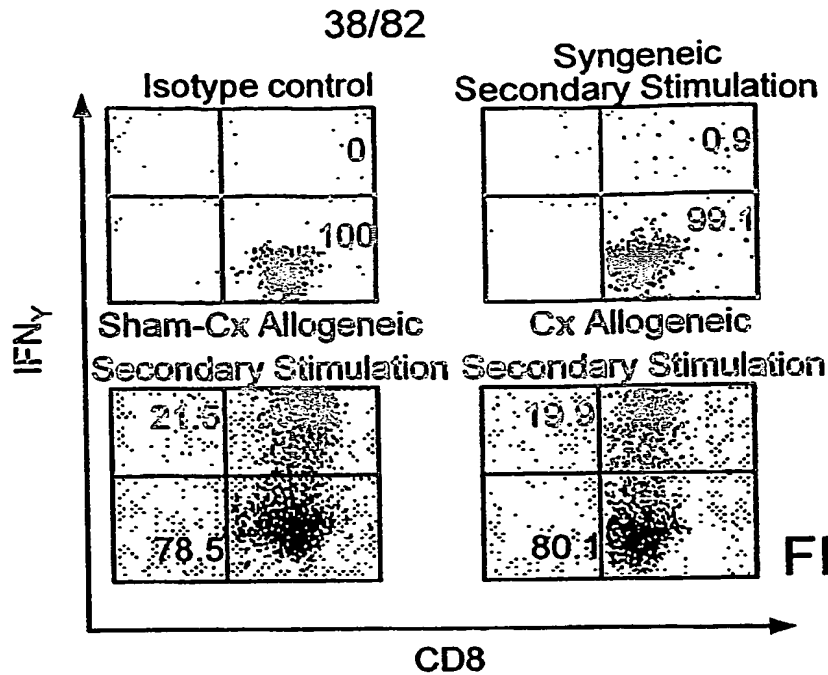 38/82
Isotype control
Syngeneic
Secondary Stimulation
0
100
0.9
99.1
Sham-Cx Allogeneic
Secondary Stimulation
Cx Allogeneic
Secondary Stimulation
21.5
78.5
19.9
80.1
IFNγ
CD8